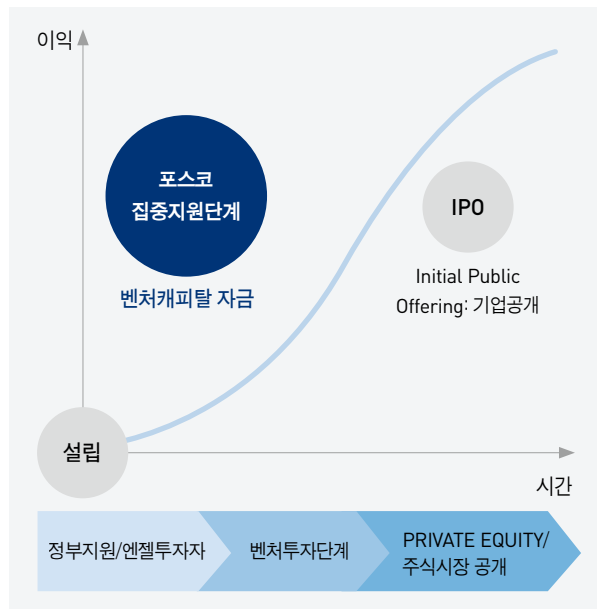 이익
포스코
집중지원단계
벤처캐피탈 자금
IPO
Initial Public
Offering: 기업공개
설립
시간
정부지원/엔젤투자자
벤처투자단계
PRIVATE EQUITY/
주식시장 공개